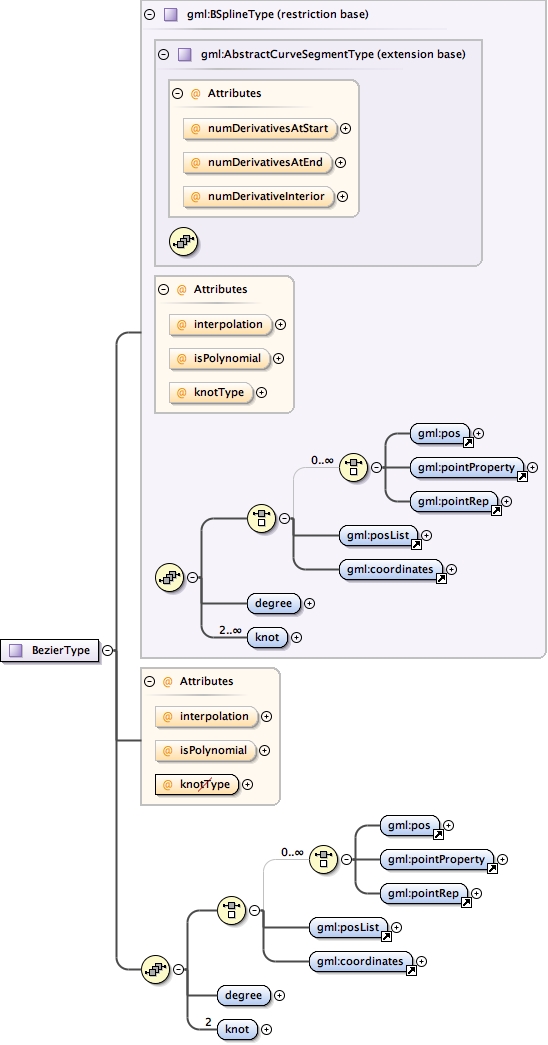 gml:BSplineType (restriction base)
gml:AbstractCurveSegmentType (extension base)
@ Attributes
@ numDerivativesAtStart
@ numDerivativesAtEnd
@ numDerivativeInterior
@ Attributes
@ interpolation
@ isPolynomial
@ knotType
gml:pos
0..∞
gml:pointProperty
gml:pointRep
gml:posList
gml:coordinates
degree
2..∞
knot
BezierType
@ Attributes
@ interpolation
@ isPolynomial
@ knotType
gml:pos
0..∞
gml:pointProperty
gml:pointRep
gml:posList
gml:coordinates
degree
2
knot